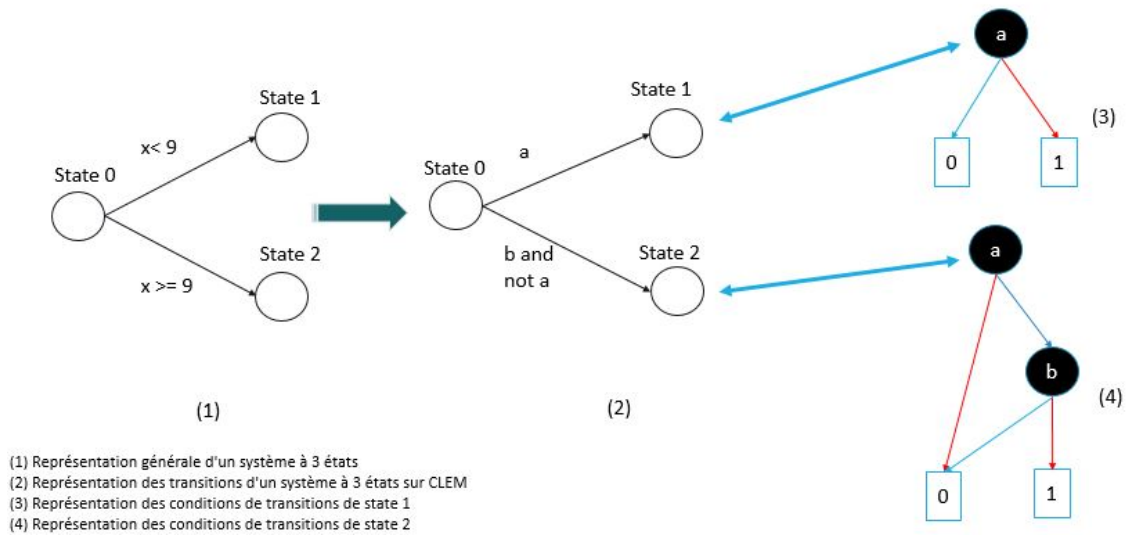 State 0
x< 9
State 1
x >= 9
State 2
(1)
State 0
a
State 1
b and
not a
State 2
(2)
a
0
1
(3)
a
b
0
1
(4)
(1) Représentation générale d'un système à 3 états
(2) Représentation des transitions d'un système à 3 états sur CLEM
(3) Représentation des conditions de transitions de state 1
(4) Représentation des conditions de transitions de state 2